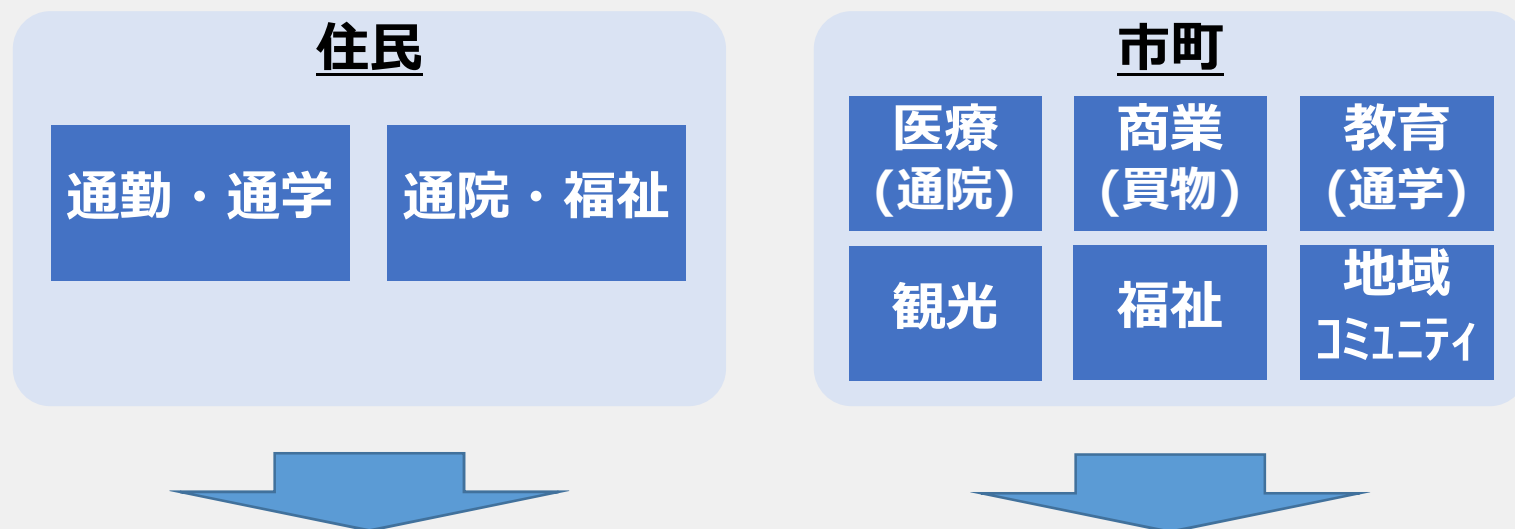 住民
通勤・通学
通院・福祉
市町
医療
(通院)
商業
(買物)
教育
(通学)
観光
福祉
地域
ｺﾐｭﾆﾃｨ